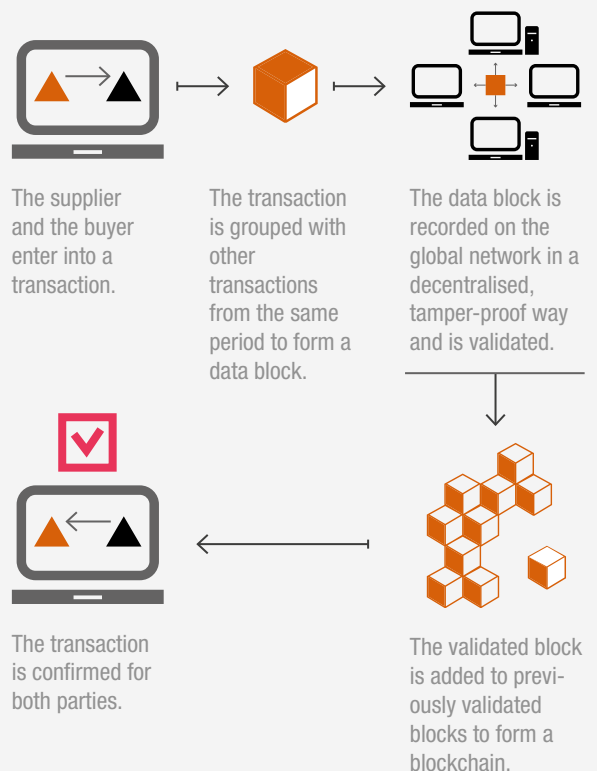 The supplier
and the buyer
enter into a
transaction.
The transaction
is grouped with
other
transactions
from the same
period to form a
data block.
The data block is
recorded on the
global network in a
decentralised,
tamper-proof way
and is validated.
The validated block
is added to previ-
ously validated
blocks to form a
blockchain.
The transaction
is confirmed for
both parties.